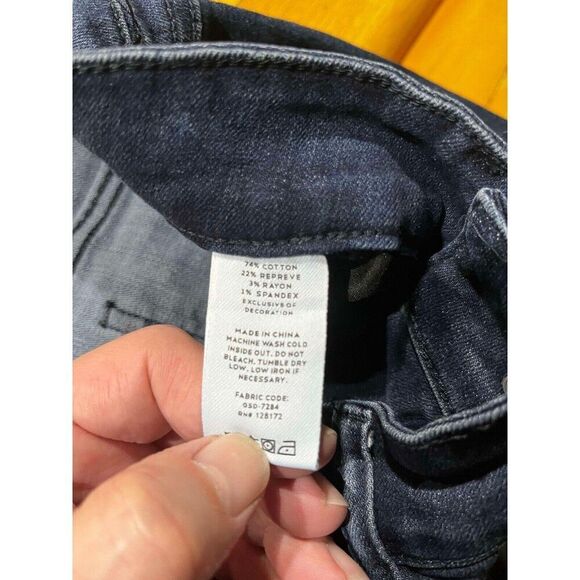 74% COTTON
22% REPREVE
3% RAYON
1% SPANDEX
EXCLUSIVE OF
DECORATION
MADE IN CHINA
MACHINE WASH COLD
INSIDE OUT. DO NOT
BLEACH. TUMBLE DRY
LOW. LOW IRON IF
NECESSARY.
FABRIC CODE:
QSD-7284
RN# 128172